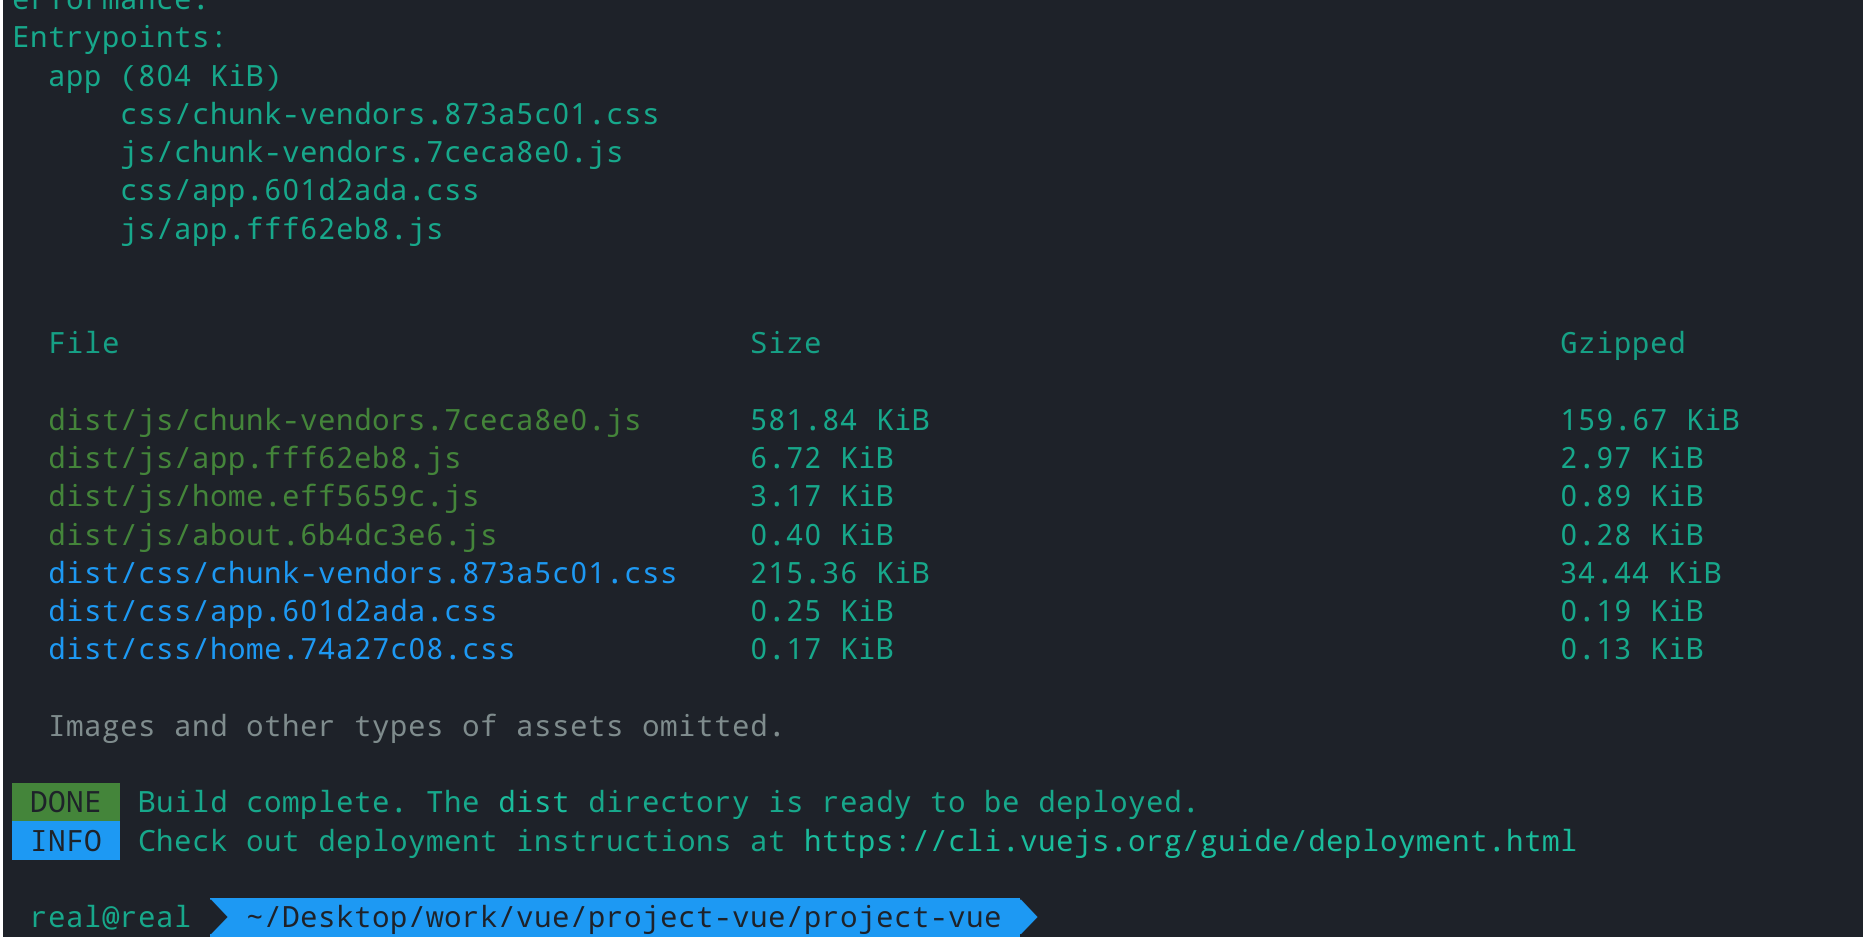 erformance.
Entrypoints:
app (804 KiB)
css/chunk-vendors.873a5c01.css
js/chunk-vendors.7ceca8e0.js
css/app.601d2ada.css
js/app.fff62eb8.js
File Size Gzipped
dist/js/chunk-vendors.7ceca8e0.js 581.84 KiB 159.67 KiB
dist/js/app.fff62eb8.js 6.72 KiB 2.97 KiB
dist/js/home.eff5659c.js 3.17 KiB 0.89 KiB
dist/js/about.6b4dc3e6.js 0.40 KiB 0.28 KiB
dist/css/chunk-vendors.873a5c01.css 215.36 KiB 34.44 KiB
dist/css/app.601d2ada.css 0.25 KiB 0.19 KiB
dist/css/home.74a27c08.css 0.17 KiB 0.13 KiB
Images and other types of assets omitted.
DONE Build complete. The dist directory is ready to be deployed.
INFO Check out deployment instructions at https://cli.vuejs.org/guide/deployment.html
real@real ~/Desktop/work/vue/project-vue/project-vue